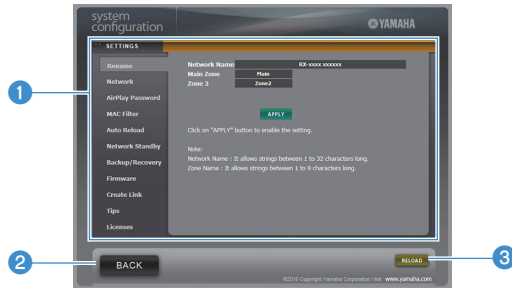 system
configuration
YAMAHA
SETTINGS
Rename
Network
AirPlay Password
MAC Filter
Auto Reload
Network Standby
Backup/Recovery
Firmware
Create Link
Tips
Licenses
Network Name RX-xxxx xxxxxx
Main Zone Main
Zone 2 Zone2
APPLY
Click on "APPLY" button to enable the setting.
Note:
Network Name : It allows strings between 1 to 32 characters long.
Zone Name : It allows strings between 1 to 9 characters long.
1
2
BACK
RELOAD
3
©2016 Copyright Yamaha Corporation Visit www.yamaha.com